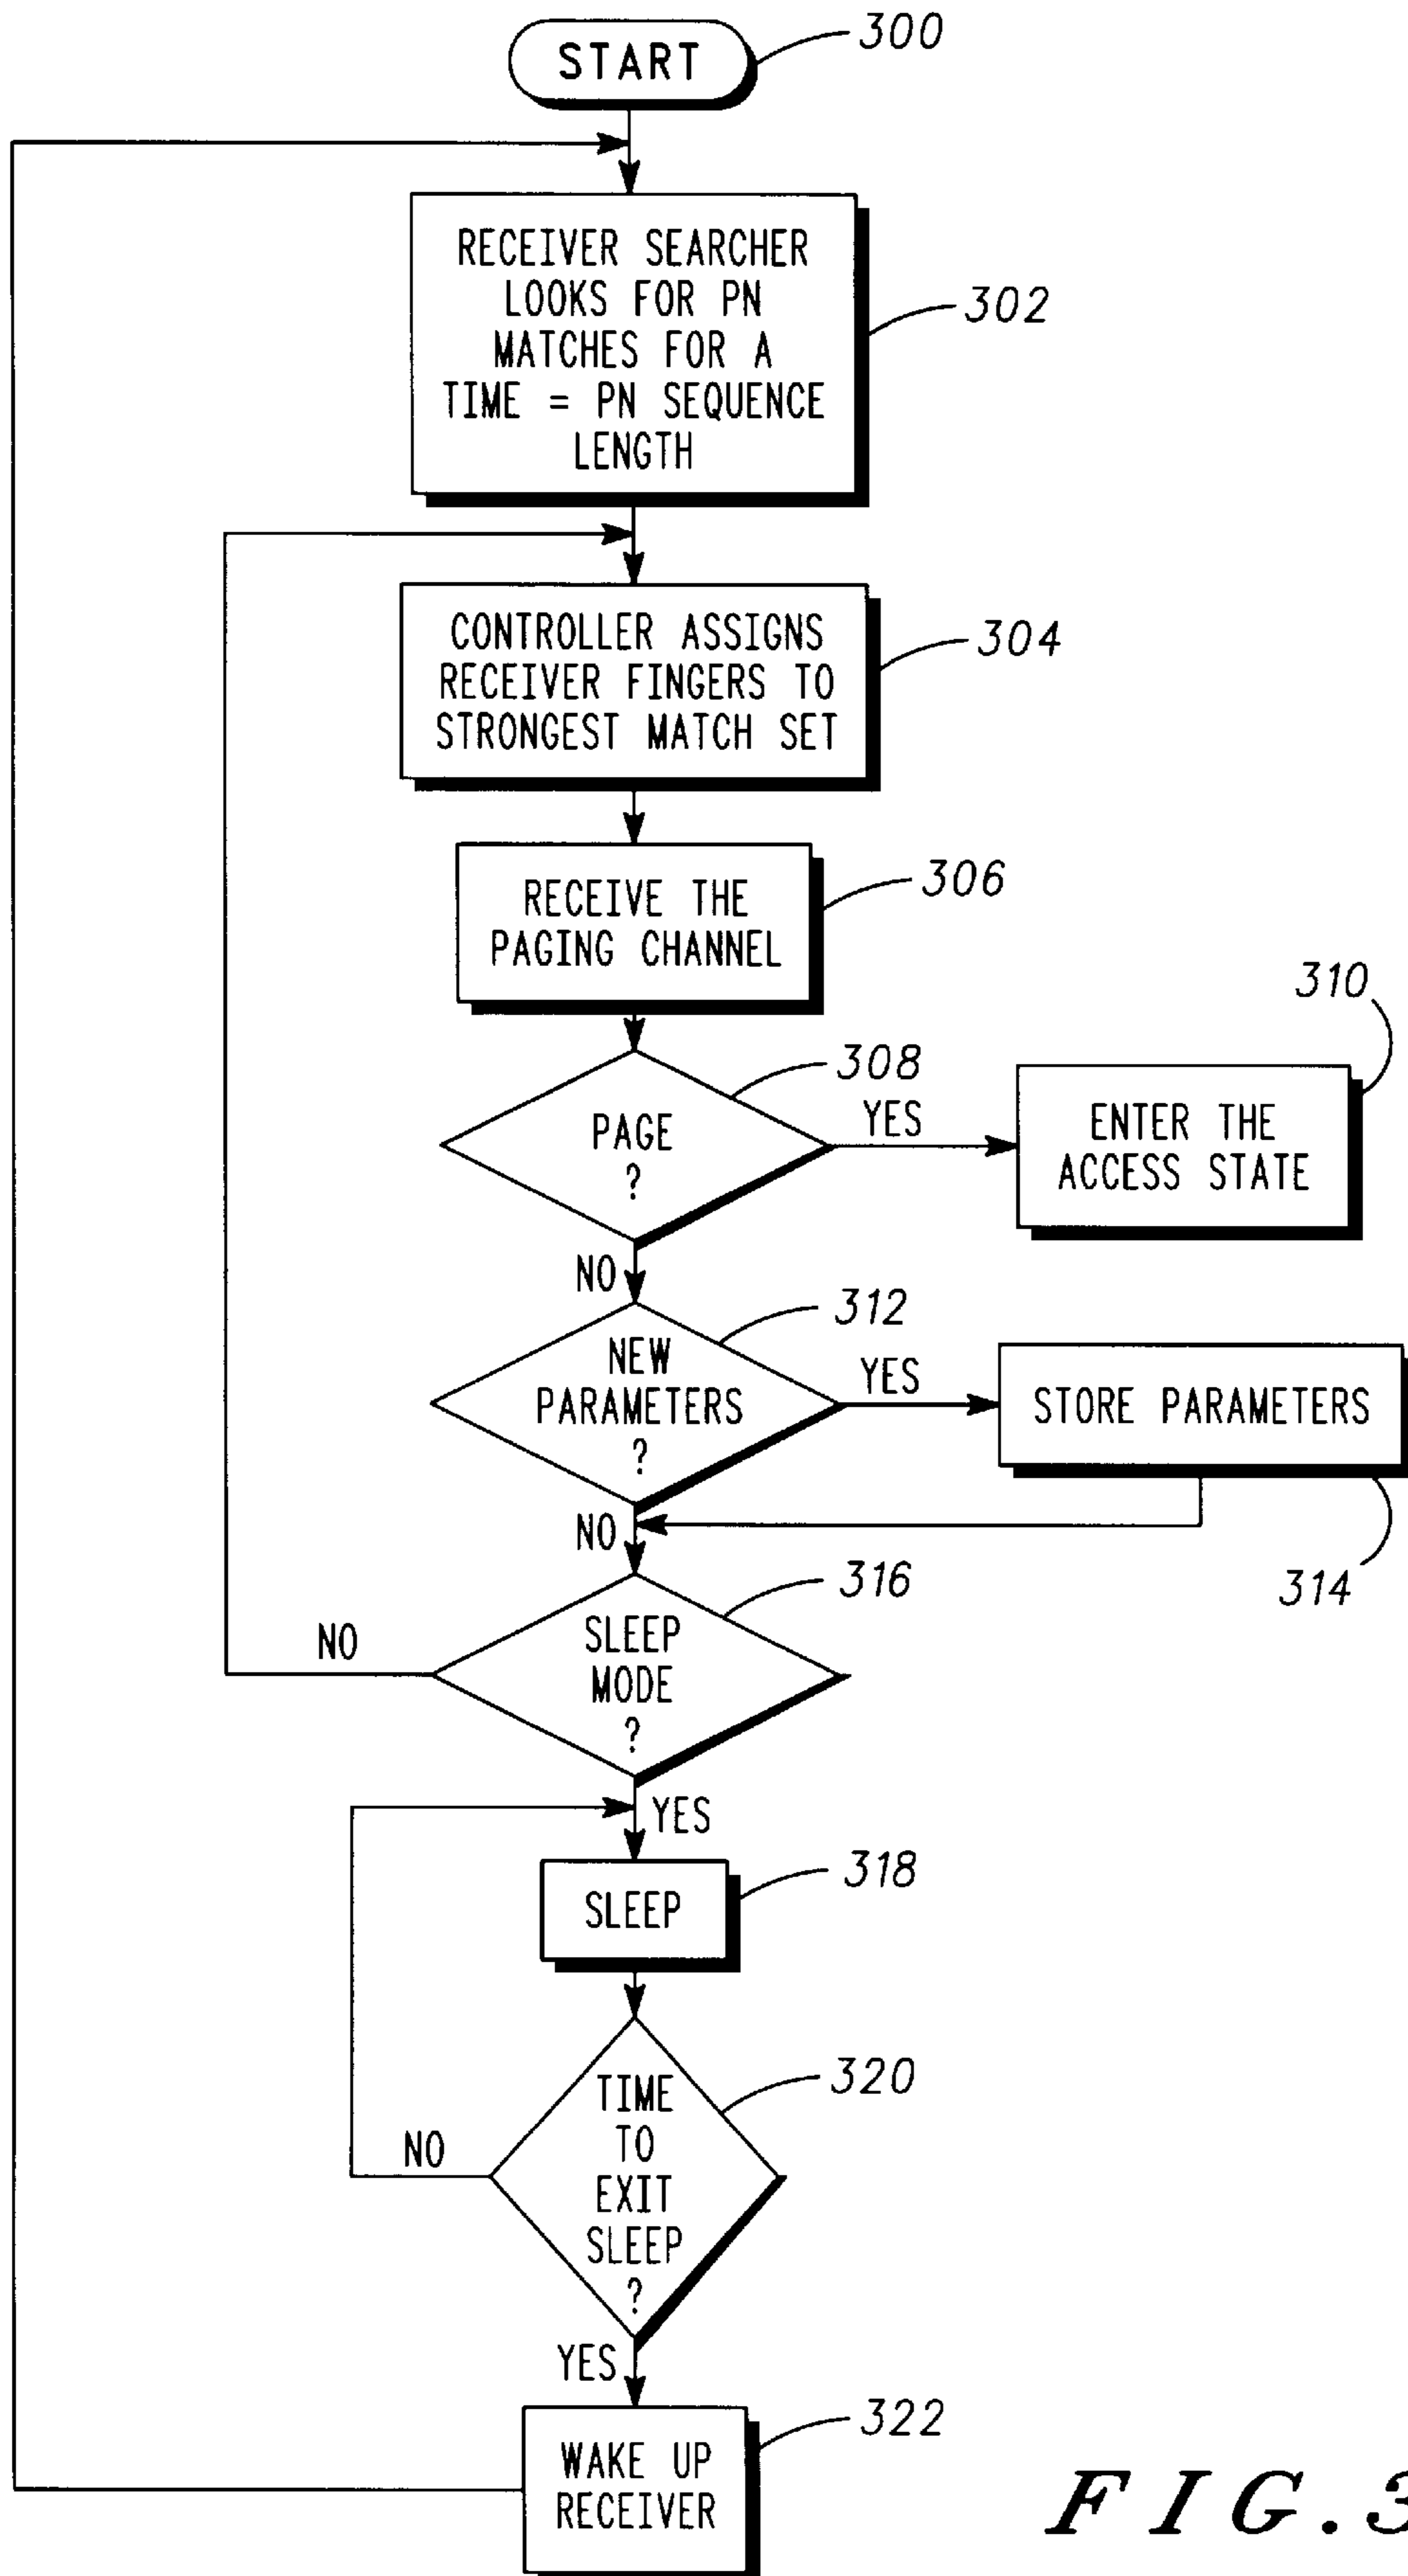 START
300
RECEIVER SEARCHER
LOOKS FOR PN
MATCHES FOR A
TIME = PN SEQUENCE
LENGTH
302
CONTROLLER ASSIGNS
RECEIVER FINGERS TO
STRONGEST MATCH SET
304
RECEIVE THE
PAGING CHANNEL
306
PAGE
?
308
YES
ENTER THE
ACCESS STATE
310
NO
NEW
PARAMETERS
?
312
YES
STORE PARAMETERS
314
NO
SLEEP
MODE
?
316
NO
YES
SLEEP
318
TIME
TO
EXIT
SLEEP
?
320
NO
YES
WAKE UP
RECEIVER
322
FIG.3